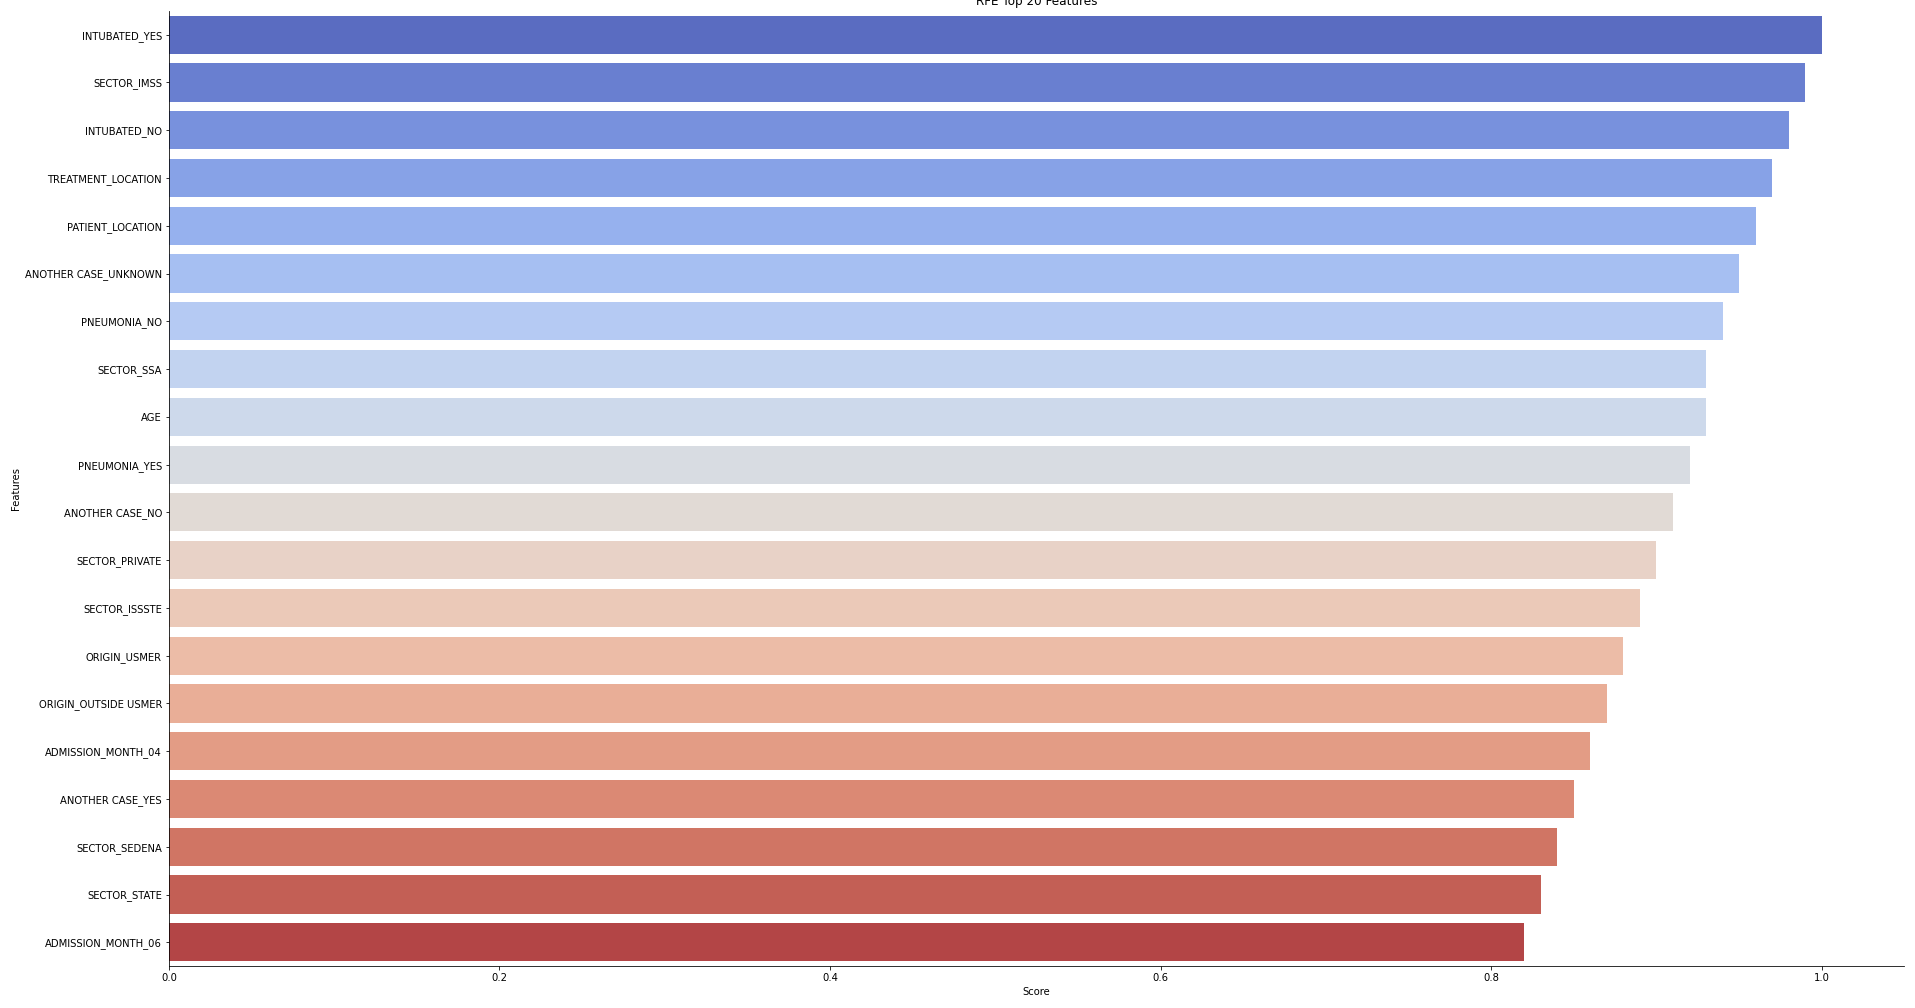 RFE Top 20 Features
INTUBATED_YES
SECTOR_IMSS
INTUBATED_NO
TREATMENT_LOCATION
PATIENT_LOCATION
ANOTHER CASE_UNKNOWN
PNEUMONIA_NO
SECTOR_SSA
AGE
PNEUMONIA_YES
ANOTHER CASE_NO
SECTOR_PRIVATE
SECTOR_ISSSTE
ORIGIN_USMER
ORIGIN_OUTSIDE USMER
ADMISSION_MONTH_04
ANOTHER CASE_YES
SECTOR_SEDENA
SECTOR_STATE
ADMISSION_MONTH_06
Features
0.0 0.2 0.4 0.6 0.8 1.0
Score